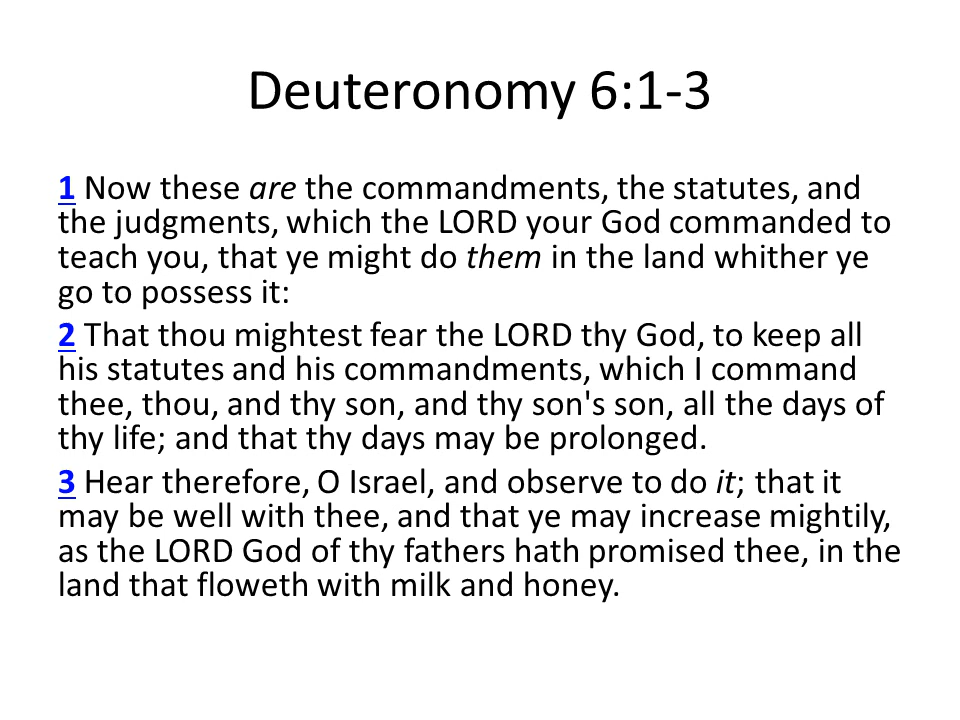 Deuteronomy 6:1-3
1 Now these are the commandments, the statutes, and
the judgments, which the LORD your God commanded to
teach you, that ye might do them in the land whither ye
go to possess it:
2 That thou mightest fear the LORD thy God, to keep all
his statutes and his commandments, which I command
thee, thou, and thy son, and thy son's son, all the days of
thy life; and that thy days may be prolonged.
3 Hear therefore, O Israel, and observe to do it; that it
may be well with thee, and that ye may increase mightily,
as the LORD God of thy fathers hath promised thee, in the
land that floweth with milk and honey.